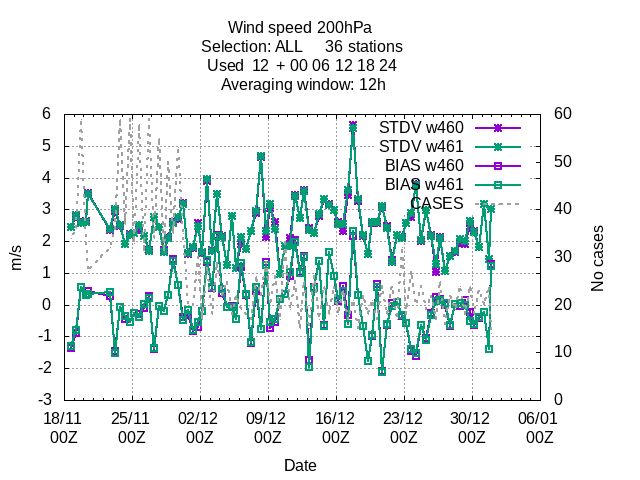 Wind speed 200hPa
Selection: ALL     36 stations
Used  12  + 00 06 12 18 24
Averaging window: 12h
STDV w460
STDV w461
BIAS w460
BIAS w461
CASES
6
5
4
3
2
1
0
-1
-2
-3
m/s
60
50
40
30
20
10
0
No cases
18/11 25/11 02/12 09/12 16/12 23/12 30/12 06/01
00Z 00Z 00Z 00Z 00Z 00Z 00Z 00Z
Date